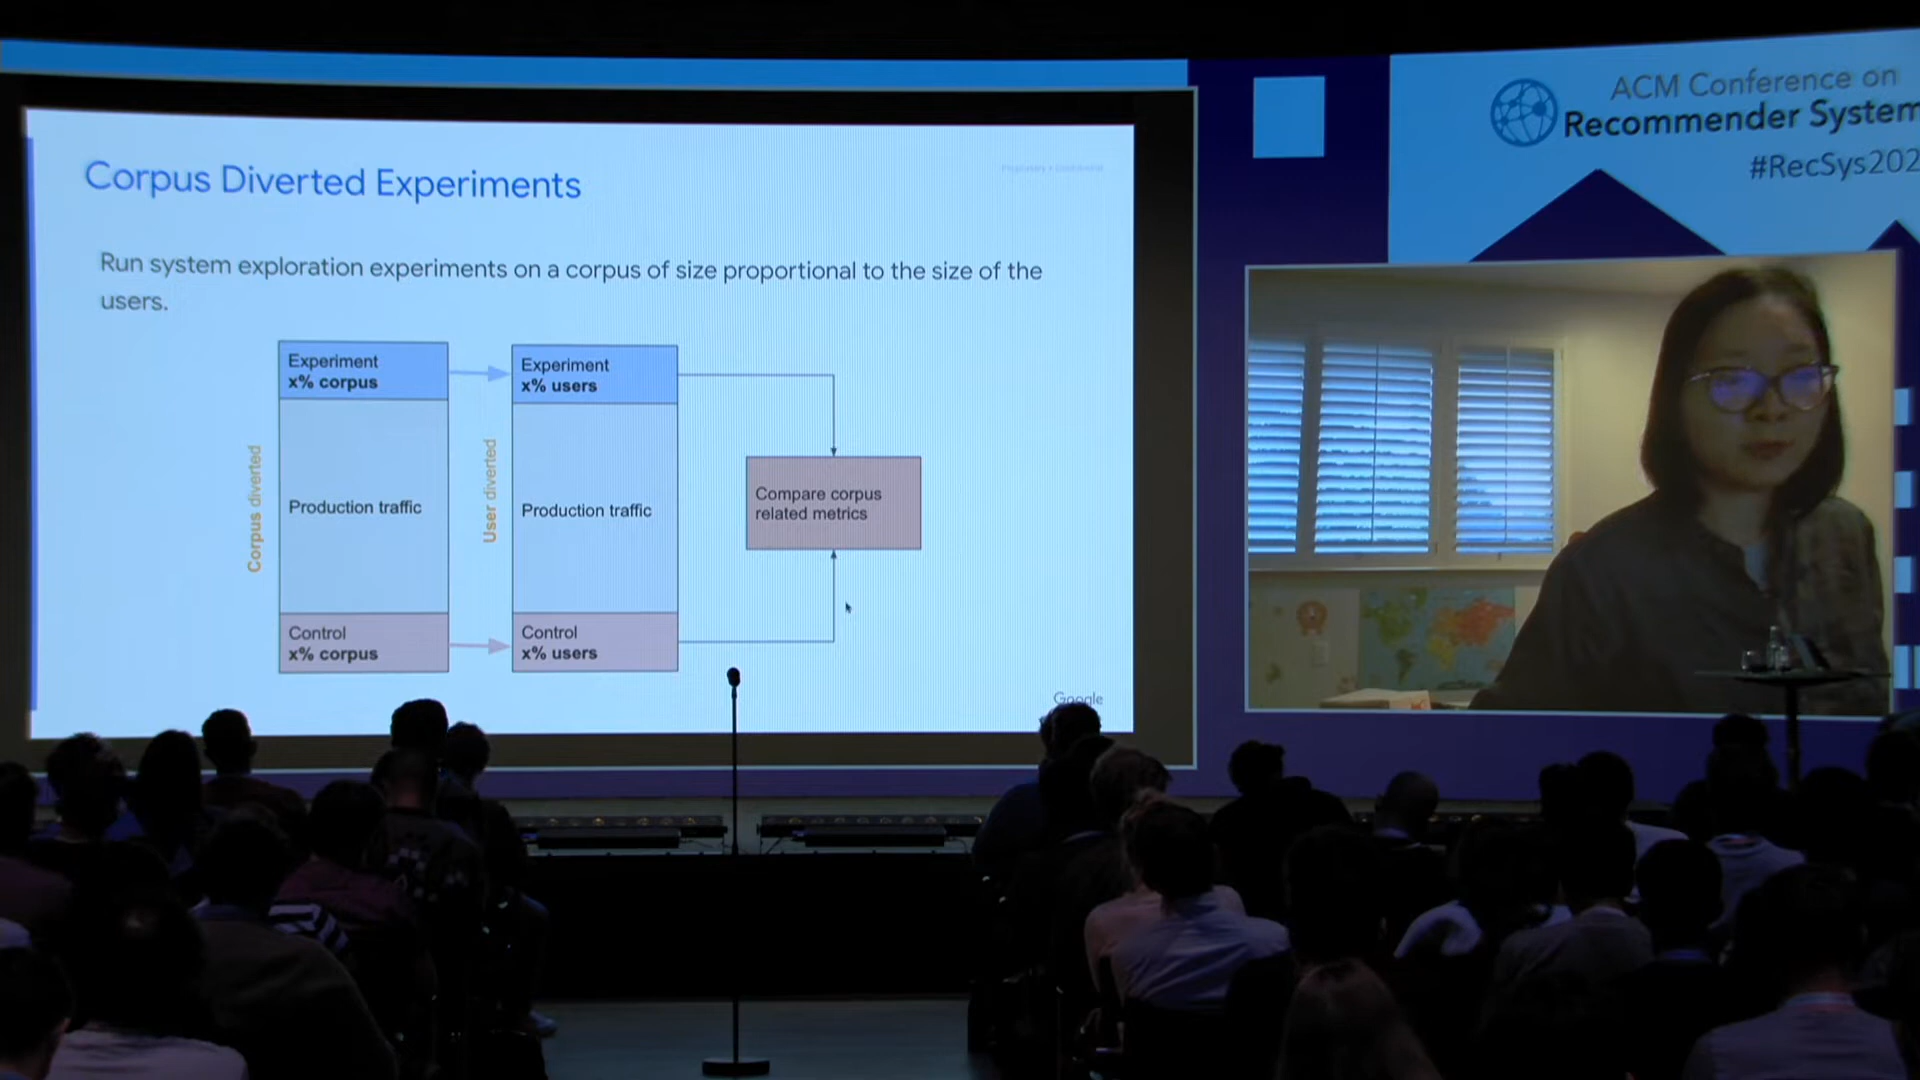 Corpus Diverted Experiments
Run system exploration experiments on a corpus of size proportional to the size of the
users.
Corpus diverted
Experiment
x% corpus
Production traffic
Control
x% corpus
User diverted
Experiment
x% users
Production traffic
Control
x% users
Compare corpus
related metrics
Google
ACM Conference on
Recommender System
#RecSys202